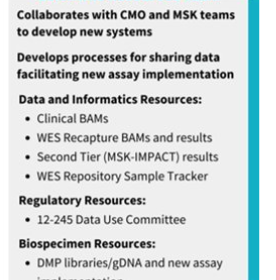 Collaborates with CMO and MSK teams
to develop new systems
Develops processes for sharing data
facilitating new assay implementation
Data and Informatics Resources:
• Clinical BAMs
• WES Recapture BAMs and results
• Second Tier (MSK-IMPACT) results
• WES Repository Sample Tracker
Regulatory Resources:
• 12-245 Data Use Committee
Biospecimen Resources:
• DMP libraries/gDNA and new assay